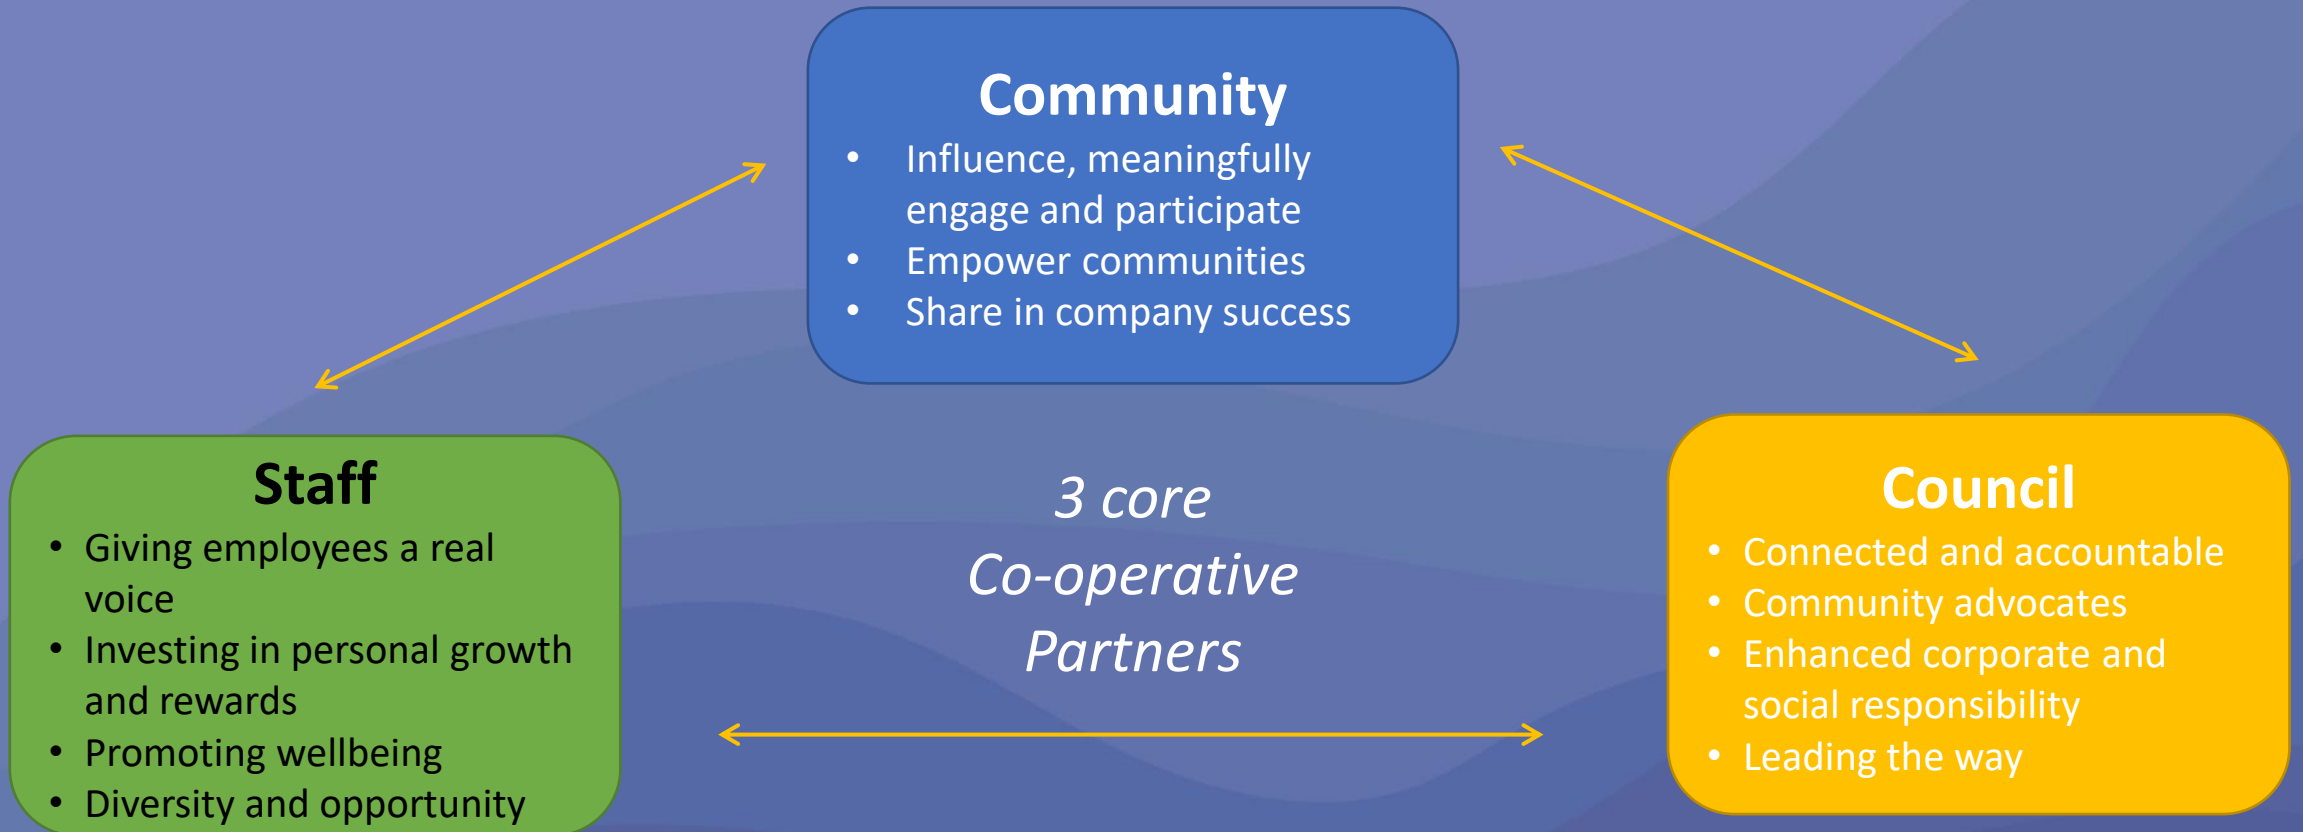 Community
• Influence, meaningfully
engage and participate
• Empower communities
• Share in company success
Staff
• Giving employees a real
voice
• Investing in personal growth
and rewards
• Promoting wellbeing
• Diversity and opportunity
3 core
Co-operative
Partners
Council
• Connected and accountable
• Community advocates
• Enhanced corporate and
social responsibility
• Leading the way